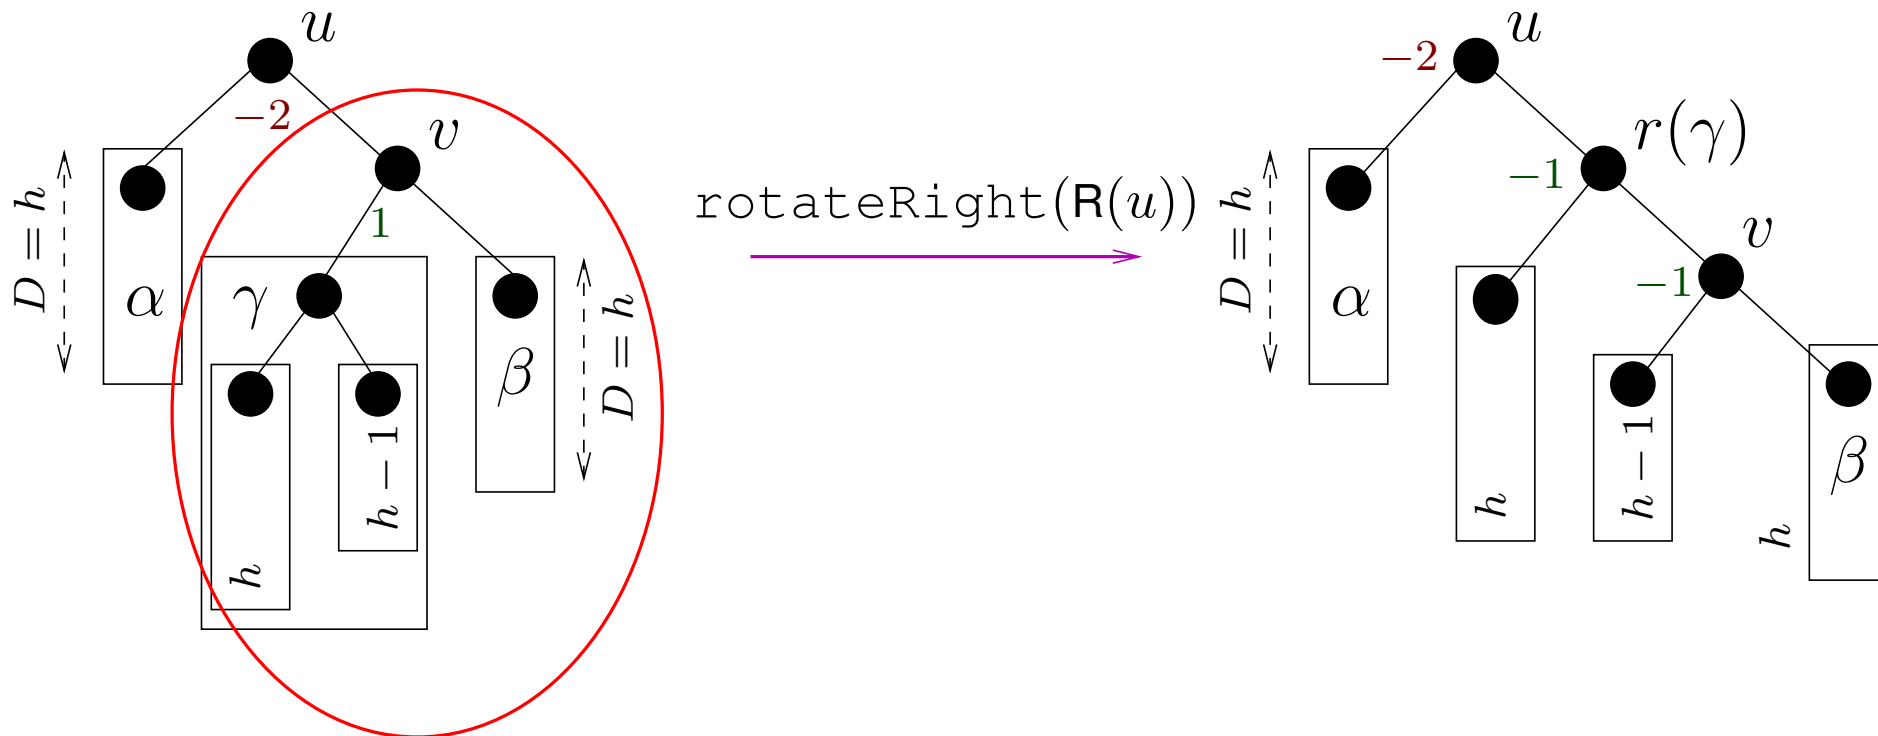 u
−2
v
D = h
α
1
γ
h
h − 1
β
D = h
rotateRight(R(u))
u
−2
r(γ)
−1
D = h
α
v
−1
h
h − 1
β
h